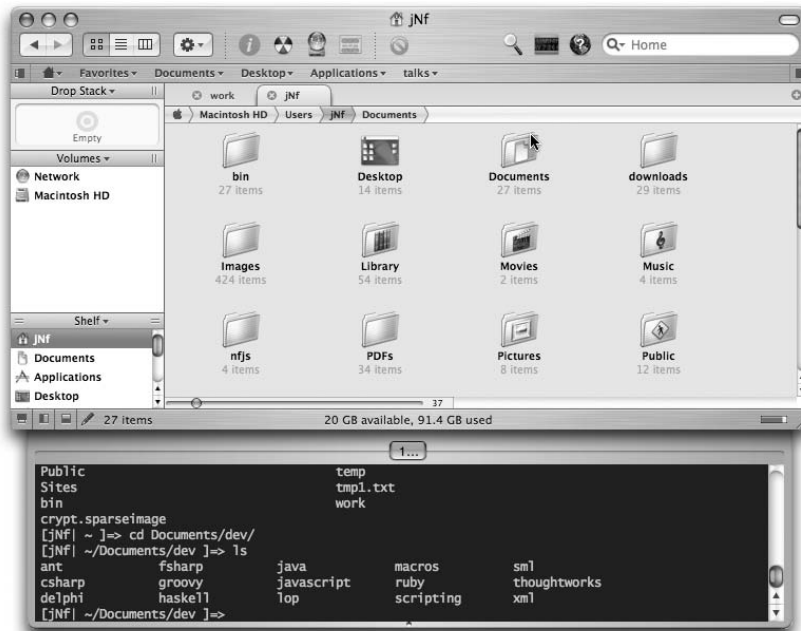 jNf
Home
Favorites Documents Desktop Applications talks
Drop Stack
work jNf
Macintosh HD Users jNf Documents
Empty
Volumes
Network
Macintosh HD
bin Desktop Documents downloads
27 items 14 items 27 items 29 items
Images Library Movies Music
424 items 54 items 2 items 4 items
nfjs PDFs Pictures Public
4 items 34 items 8 items 12 items
Shelf
jNf
Documents
Applications
Desktop
37
27 items 20 GB available, 91.4 GB used
1...
Public temp
Sites tmp1.txt
bin work
crypt.sparseimage
[jNf| ~ ]=> cd Documents/dev/
[jNf| ~/Documents/dev ]=> ls
ant fsharp java macros sml
csharp groovy javascript ruby thoughtworks
delphi haskell lop scripting xml
[jNf| ~/Documents/dev ]=>